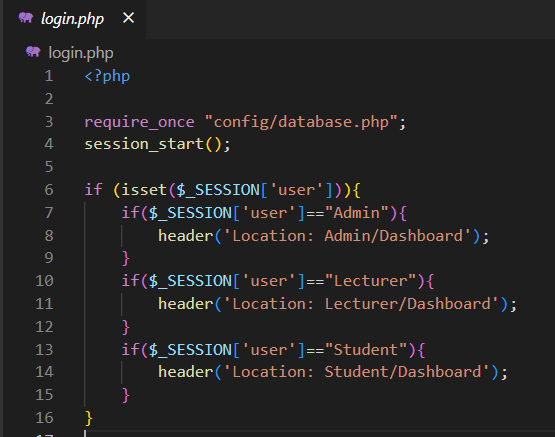 login.php ×
login.php
1 <?php
2
3 require_once "config/database.php";
4 session_start();
5
6 if (isset($_SESSION['user'])){
7     if($_SESSION['user']=="Admin"){
8         header('Location: Admin/Dashboard');
9     }
10     if($_SESSION['user']=="Lecturer"){
11         header('Location: Lecturer/Dashboard');
12     }
13     if($_SESSION['user']=="Student"){
14         header('Location: Student/Dashboard');
15     }
16 }
17